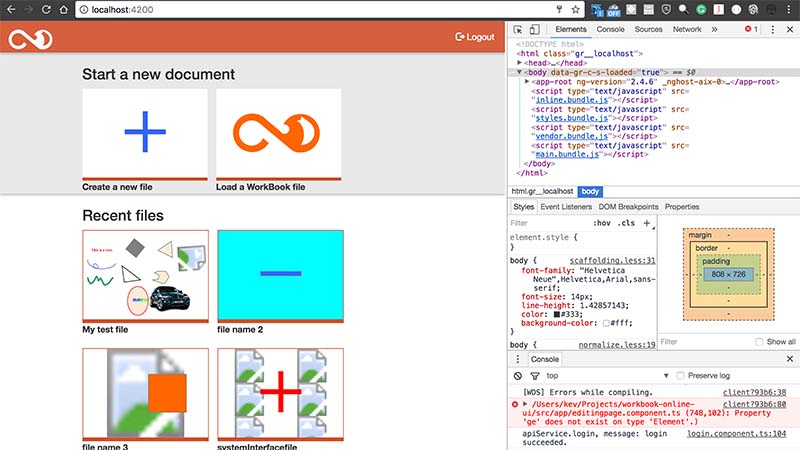 localhost:4200
OFF
Logout
Start a new document
Create a new file
Load a WorkBook file
Recent files
This is a test.
My test file
file name 2
file name 3
systemInterfacefile
Elements Console Sources Network » 1
<!DOCTYPE html>
<html class="gr__localhost">
<head>…</head>
<body data-gr-c-s-loaded="true"> == $0
<app-root ng-version="2.4.6" _nghost-aix-0>…</app-root>
<script type="text/javascript" src=
"inline.bundle.js"></script>
<script type="text/javascript" src=
"styles.bundle.js"></script>
<script type="text/javascript" src=
"vendor.bundle.js"></script>
<script type="text/javascript" src=
"main.bundle.js"></script>
</body>
</html>
html.gr__localhost body
Styles Event Listeners DOM Breakpoints Properties
Filter :hov .cls +
element.style {
}
body { scaffolding.less:31
font-family: "Helvetica
Neue",Helvetica,Arial,sans-
serif;
font-size: 14px;
line-height: 1.42857143;
color: #333;
background-color: #fff;
}
body { normalize.less:19
margin -
border -
padding -
- - - 808 × 726 - - -
-
-
-
Filter Show all
Console
top Preserve log
[WDS] Errors while compiling. client?93b6:38
/Users/kev/Projects/workbook-online- client?93b6:80
ui/src/app/editingpage.component.ts (748,102): Property
'ge' does not exist on type 'Element'.)
apiService.login, message: login login.component.ts:104
succeeded.